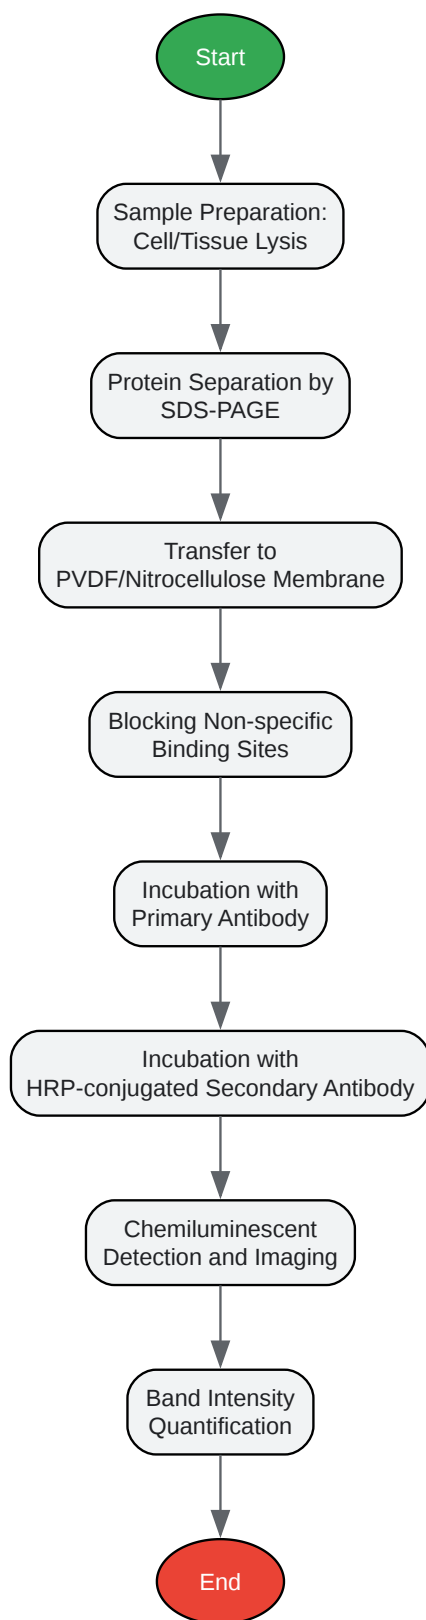 Start
Sample Preparation:
Cell/Tissue Lysis
Protein Separation by
SDS-PAGE
Transfer to
PVDF/Nitrocellulose Membrane
Blocking Non-specific
Binding Sites
Incubation with
Primary Antibody
Incubation with
HRP-conjugated Secondary Antibody
Chemiluminescent
Detection and Imaging
Band Intensity
Quantification
End